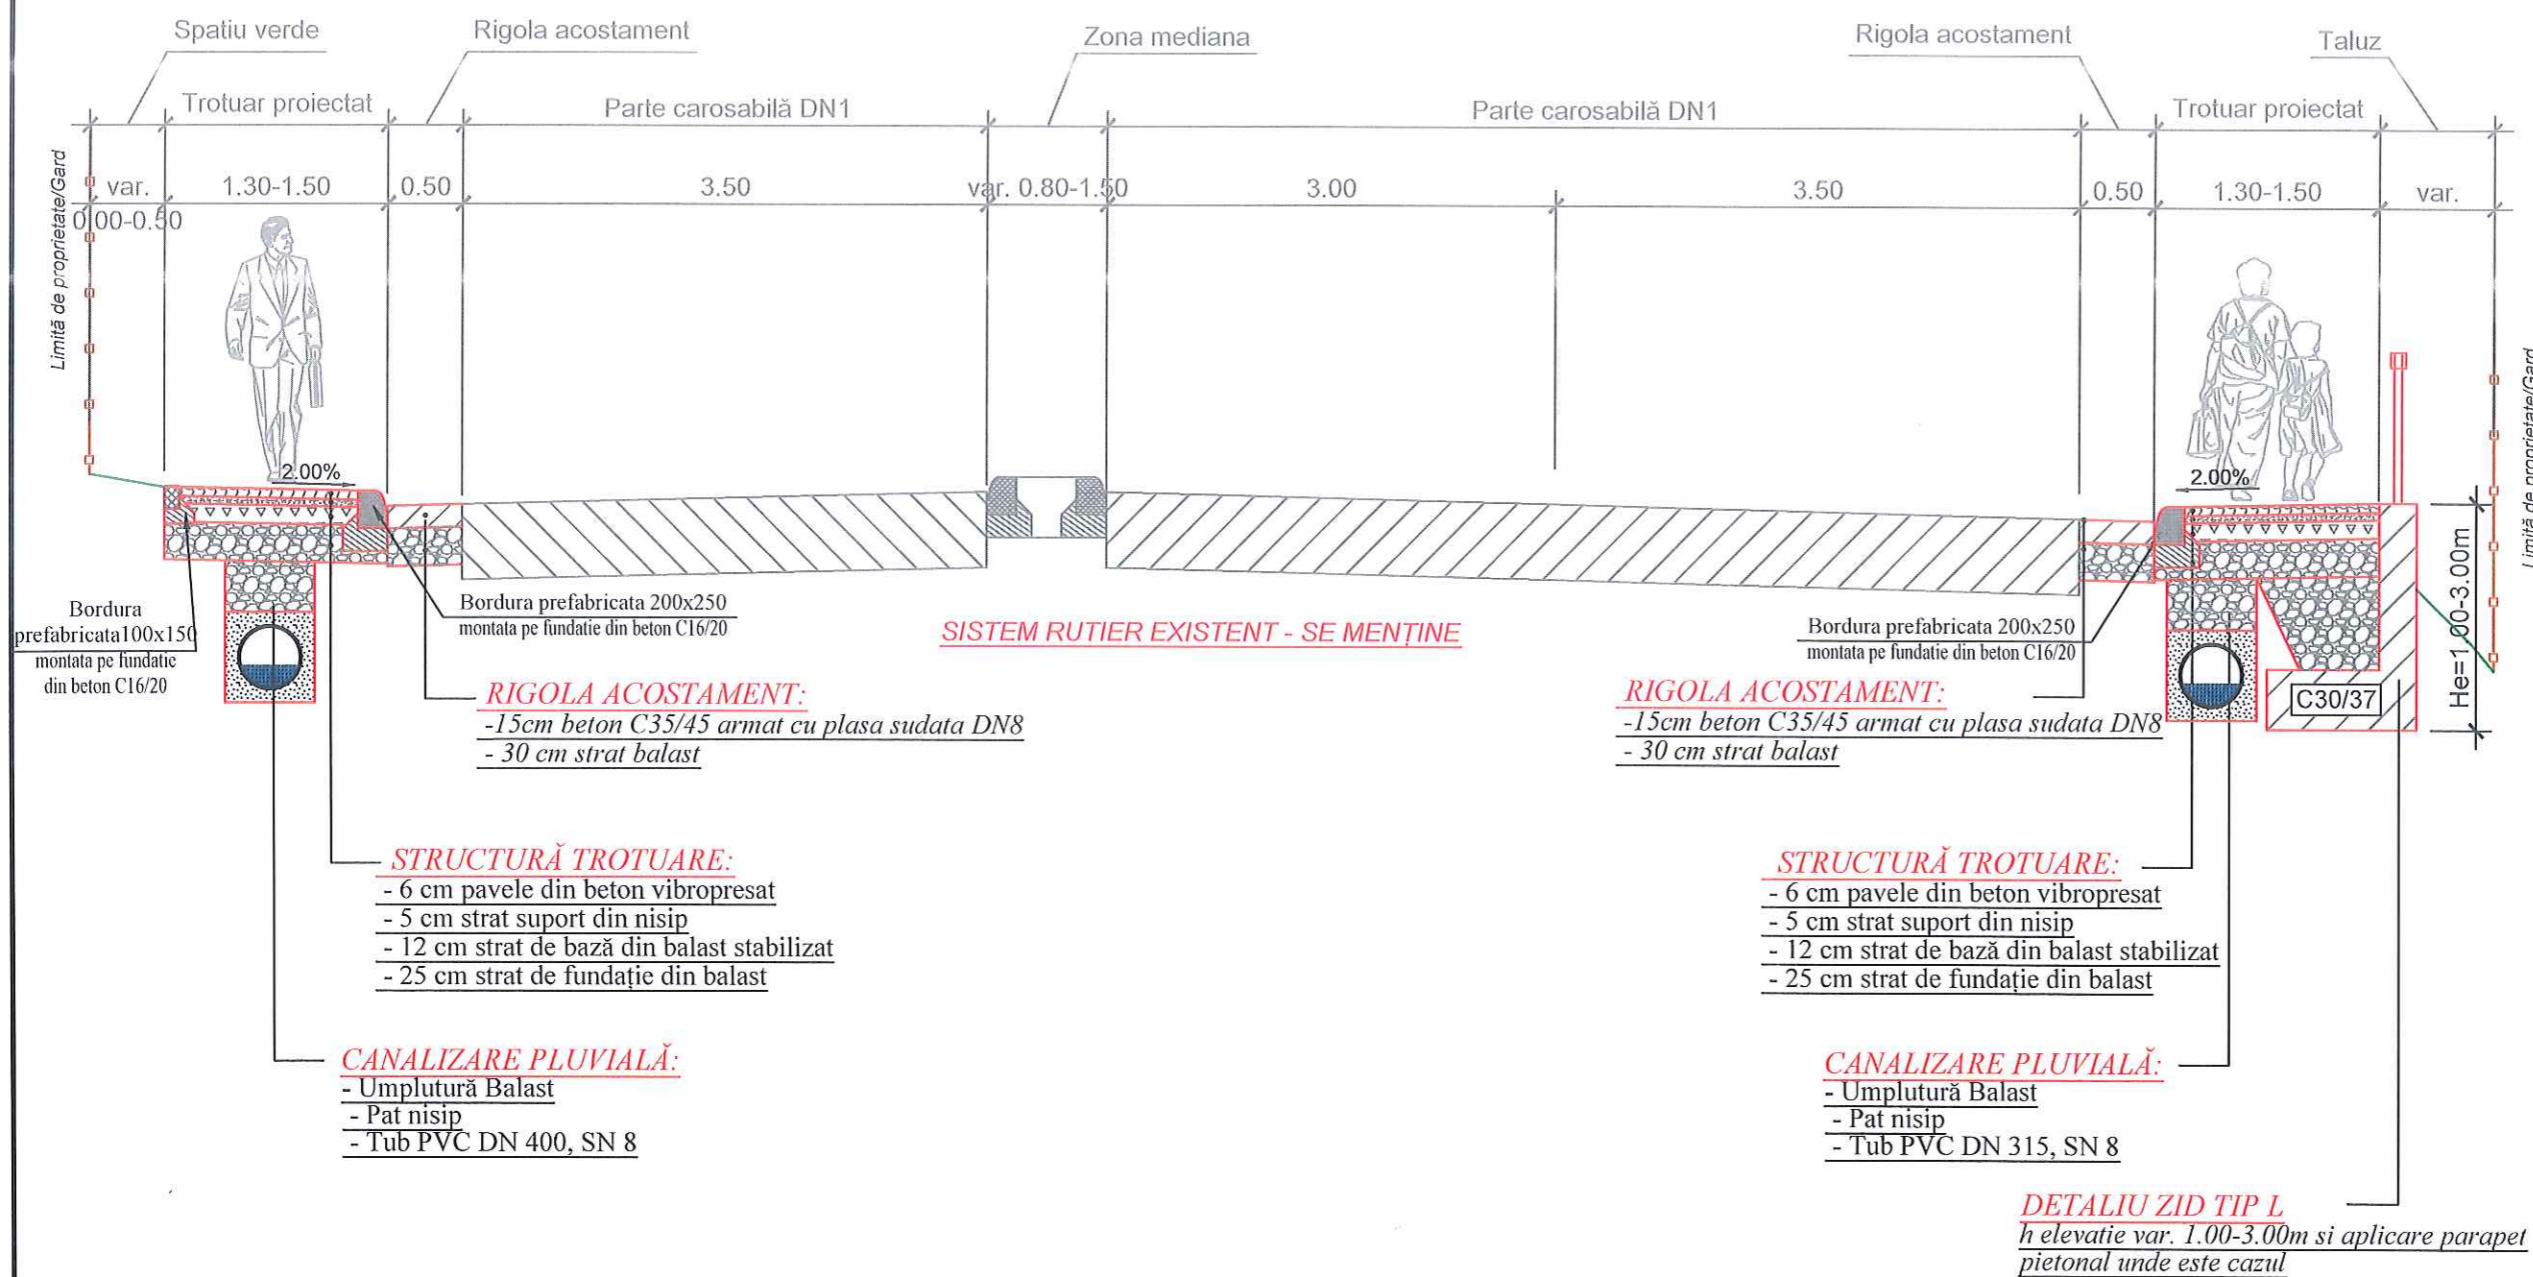 Spatiu verde
Rigola acostament
Zona mediana
Rigola acostament
Taluz
Trotuar proiectat
Parte carosabilă DN1
Parte carosabilă DN1
Trotuar proiectat
var.
1.30-1.50
0.50
3.50
var. 0.80-1.50
3.00
3.50
0.50
1.30-1.50
var.
0.00-0.50
Limită de proprietate/Gard
Limită de proprietate/Gard
2.00%
2.00%
Bordura
prefabricata100x150
montata pe fundatie
din beton C16/20
Bordura prefabricata 200x250
montata pe fundatie din beton C16/20
SISTEM RUTIER EXISTENT - SE MENȚINE
Bordura prefabricata 200x250
montata pe fundatie din beton C16/20
C30/37
He=1.00-3.00m
RIGOLA ACOSTAMENT:
-15cm beton C35/45 armat cu plasa sudata DN8
- 30 cm strat balast
RIGOLA ACOSTAMENT:
-15cm beton C35/45 armat cu plasa sudata DN8
- 30 cm strat balast
STRUCTURĂ TROTUARE:
- 6 cm pavele din beton vibropresat
- 5 cm strat suport din nisip
- 12 cm strat de bază din balast stabilizat
- 25 cm strat de fundație din balast
STRUCTURĂ TROTUARE:
- 6 cm pavele din beton vibropresat
- 5 cm strat suport din nisip
- 12 cm strat de bază din balast stabilizat
- 25 cm strat de fundație din balast
CANALIZARE PLUVIALĂ:
- Umplutură Balast
- Pat nisip
- Tub PVC DN 400, SN 8
CANALIZARE PLUVIALĂ:
- Umplutură Balast
- Pat nisip
- Tub PVC DN 315, SN 8
DETALIU ZID TIP L
h elevatie var. 1.00-3.00m si aplicare parapet
pietonal unde este cazul